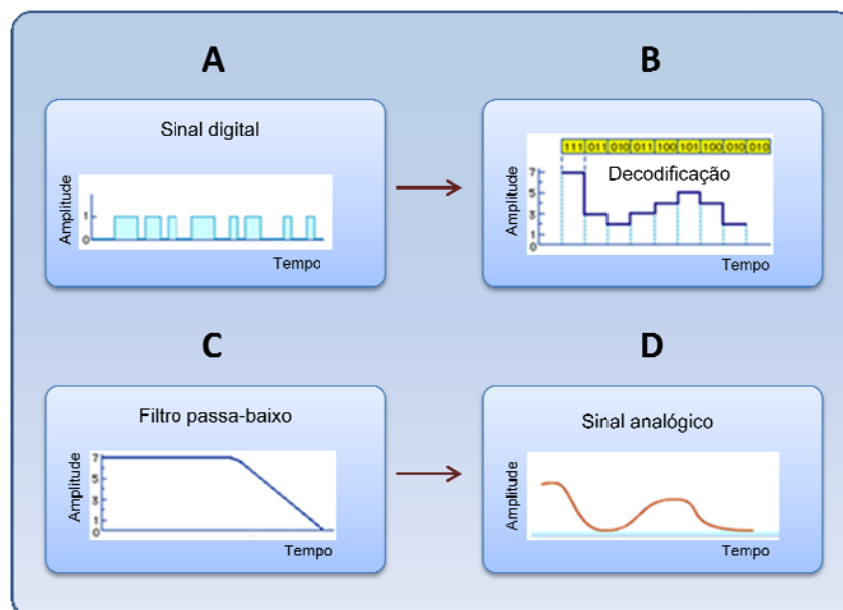 A
Sinal digital
Amplitude
1
0
Tempo
B
111 011 010 011 100 101 100 010 010
Decodificação
Amplitude
7
5
3
1
0
Tempo
C
Filtro passa-baixo
Amplitude
7
5
3
1
0
Tempo
D
Sinal analógico
Amplitude
Tempo